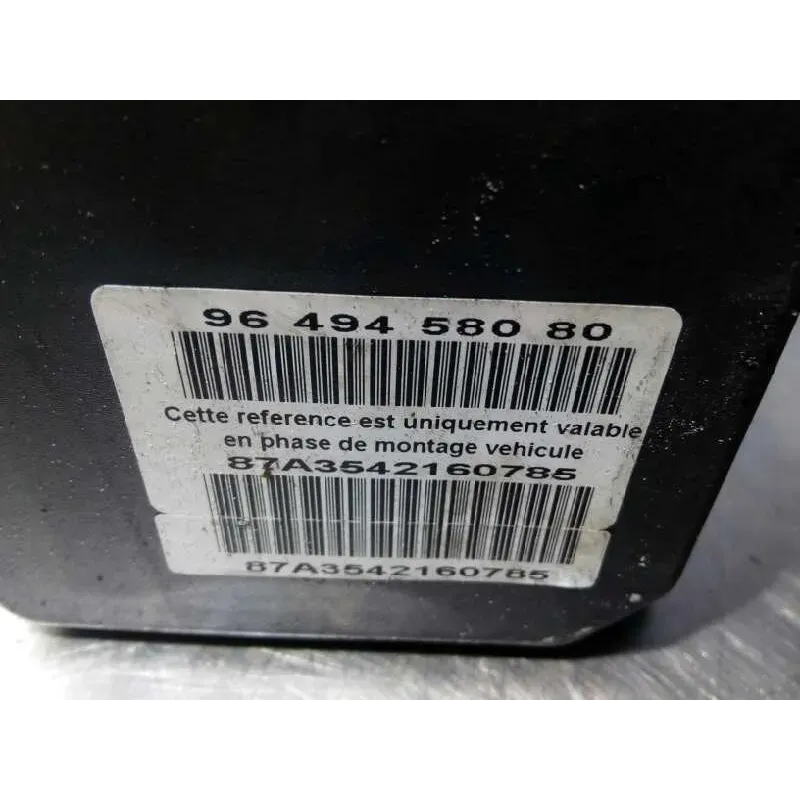 96 494 580 80
Cette reference est uniquement valable
en phase de montage vehicule
87A3542160785
87A3542160785